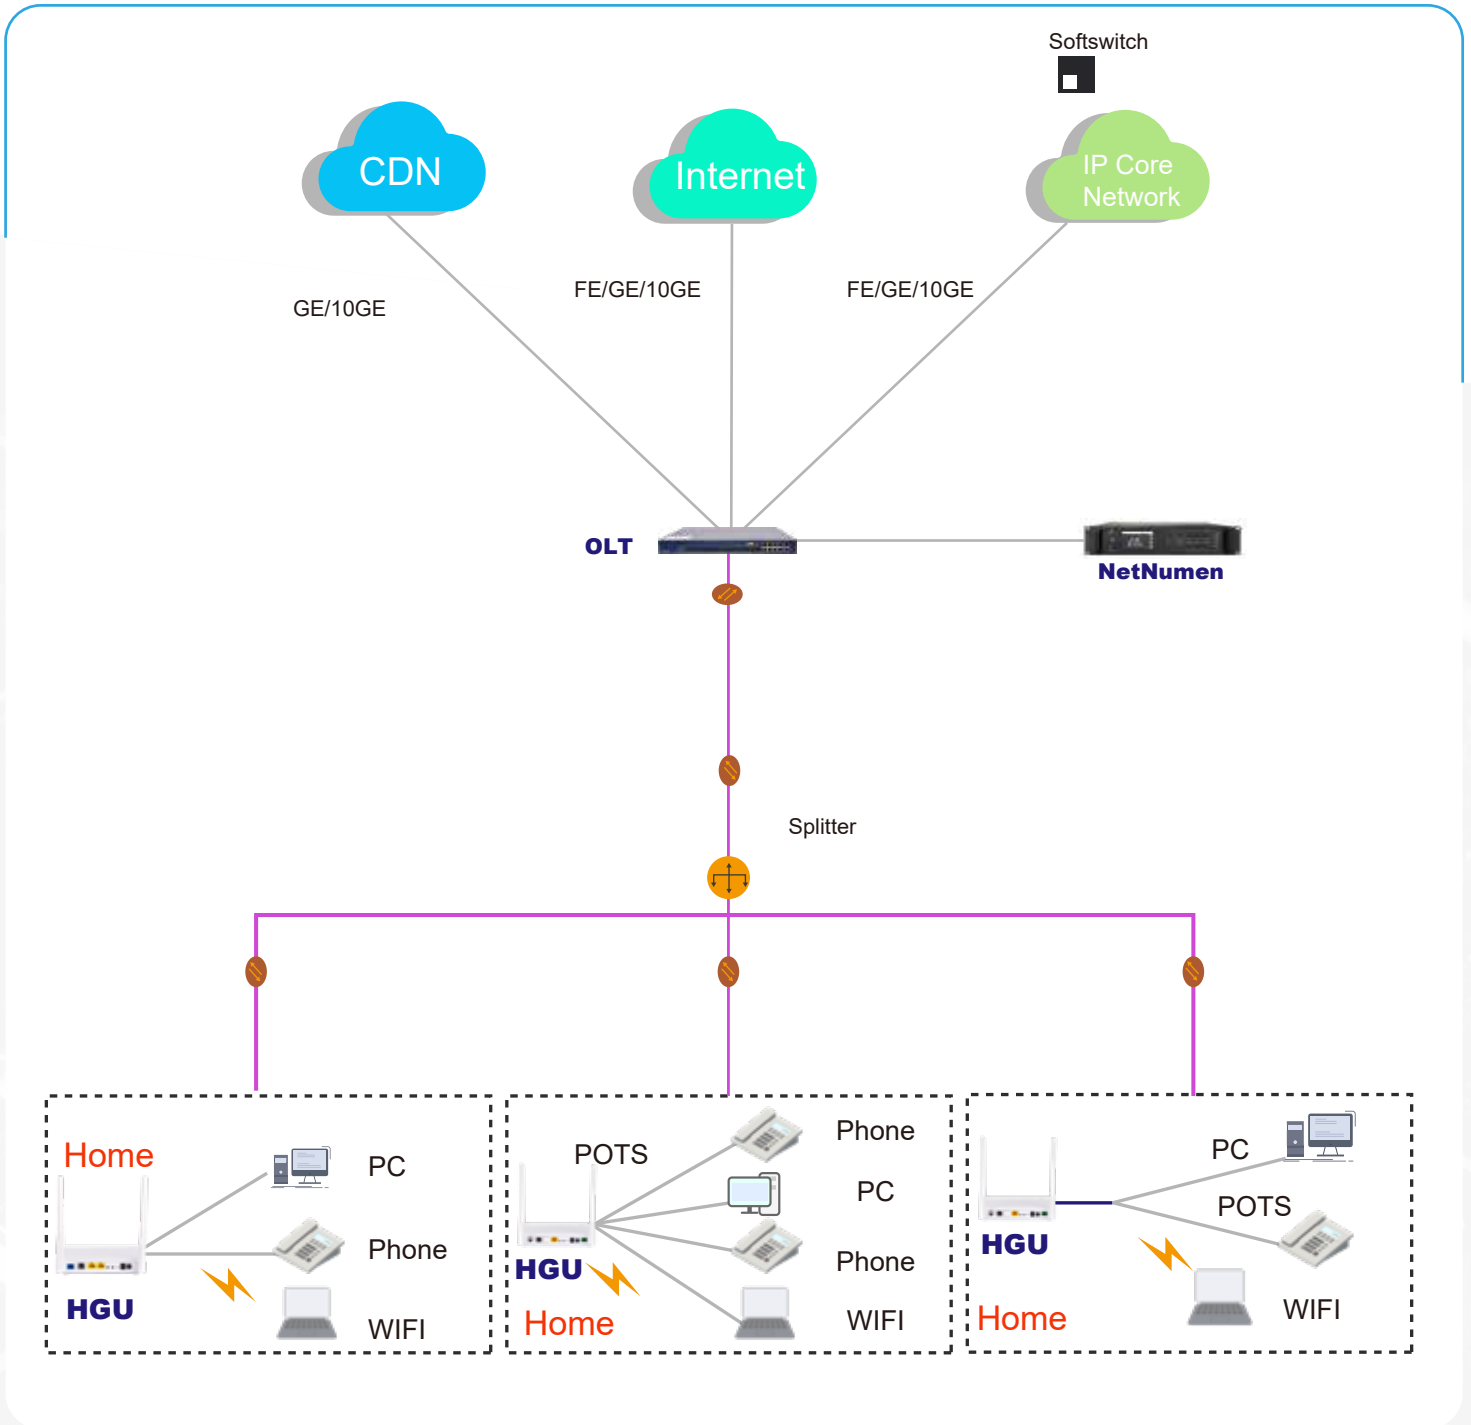 Softswitch
CDN
Internet
IP Core
Network
GE/10GE
FE/GE/10GE
FE/GE/10GE
OLT
NetNumen
Splitter
Home
PC
Phone
HGU
WIFI
POTS
Phone
PC
HGU
Phone
Home
WIFI
PC
POTS
HGU
Home
WIFI